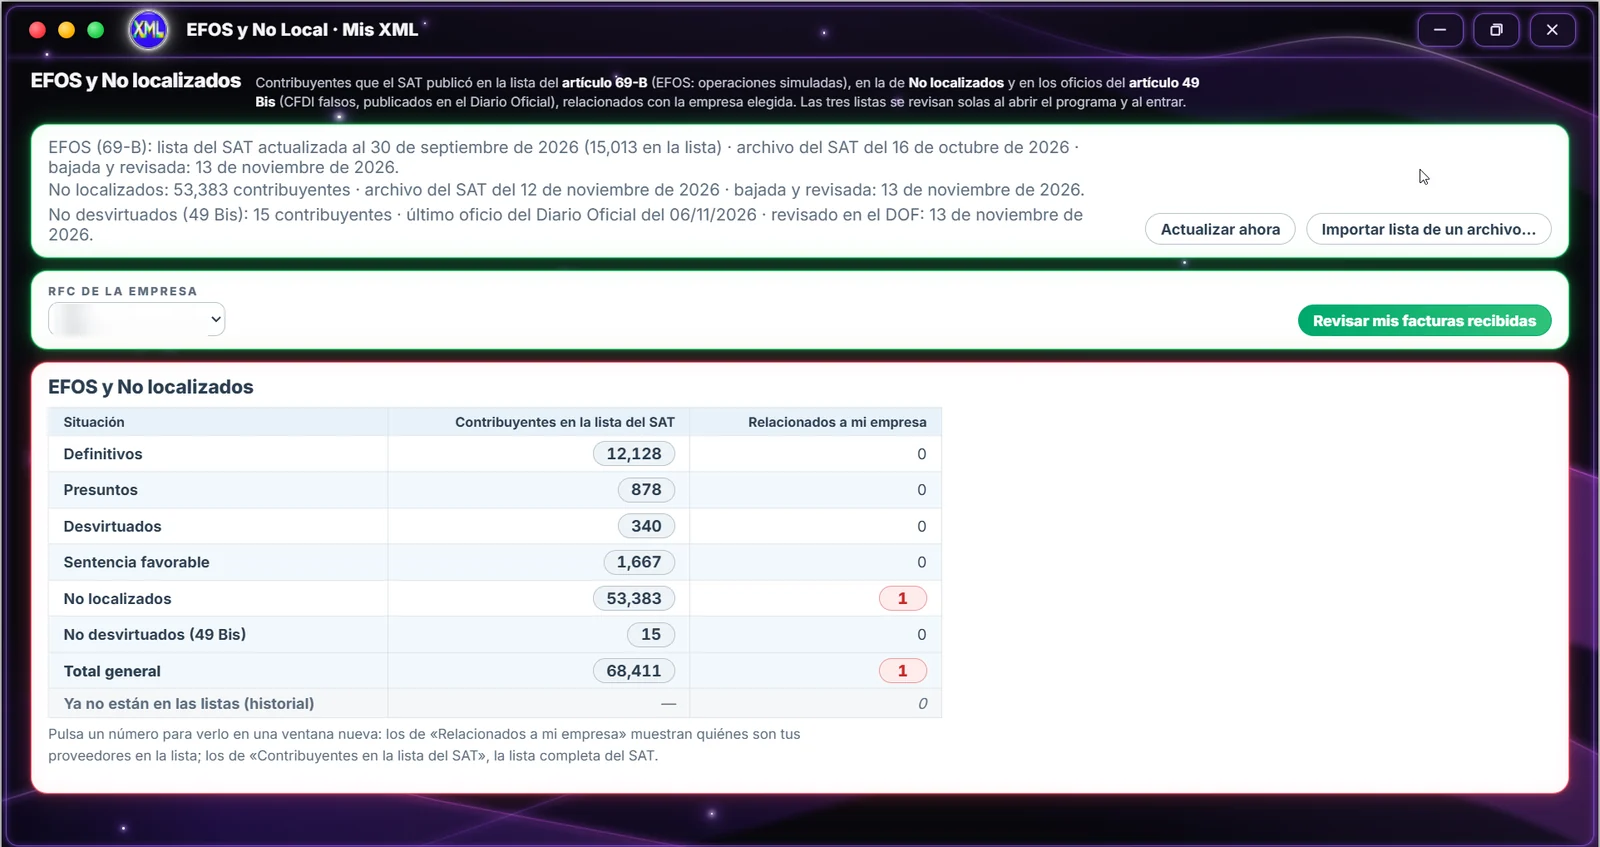 XML EFOS y No Local · Mis XML
EFOS y No localizados
Contribuyentes que el SAT publicó en la lista del artículo 69-B (EFOS: operaciones simuladas), en la de No localizados y en los oficios del artículo 49
Bis (CFDI falsos, publicados en el Diario Oficial), relacionados con la empresa elegida. Las tres listas se revisan solas al abrir el programa y al entrar.
EFOS (69-B): lista del SAT actualizada al 30 de septiembre de 2026 (15,013 en la lista) · archivo del SAT del 16 de octubre de 2026 ·
bajada y revisada: 13 de noviembre de 2026.
No localizados: 53,383 contribuyentes · archivo del SAT del 12 de noviembre de 2026 · bajada y revisada: 13 de noviembre de 2026.
No desvirtuados (49 Bis): 15 contribuyentes · último oficio del Diario Oficial del 06/11/2026 · revisado en el DOF: 13 de noviembre de
2026.
Actualizar ahora Importar lista de un archivo...
RFC DE LA EMPRESA
Revisar mis facturas recibidas
EFOS y No localizados
Situación Contribuyentes en la lista del SAT Relacionados a mi empresa
Definitivos 12,128 0
Presuntos 878 0
Desvirtuados 340 0
Sentencia favorable 1,667 0
No localizados 53,383 1
No desvirtuados (49 Bis) 15 0
Total general 68,411 1
Ya no están en las listas (historial) — 0
Pulsa un número para verlo en una ventana nueva: los de «Relacionados a mi empresa» muestran quiénes son tus
proveedores en la lista; los de «Contribuyentes en la lista del SAT», la lista completa del SAT.